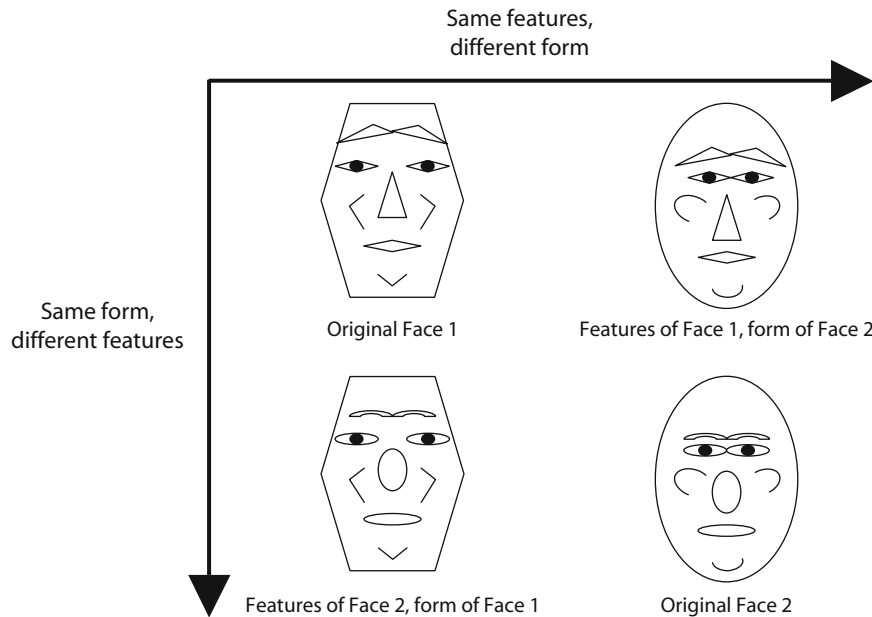 Same features,
different form
Same form,
different features
Original Face 1
Features of Face 1, form of Face 2
Features of Face 2, form of Face 1
Original Face 2